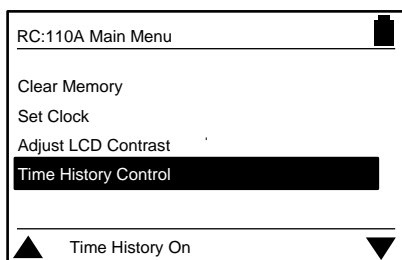 RC:110A Main Menu
Clear Memory
Set Clock
Adjust LCD Contrast
Time History Control
Time History On